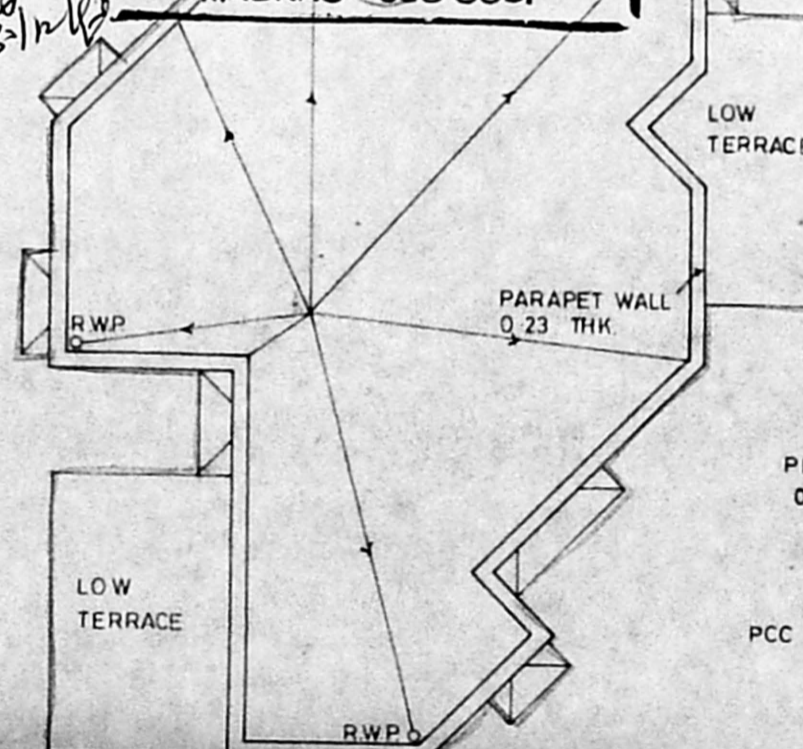 LOW
TERRACE
PARAPET WALL
0.23 THK.
R.W.P.
LOW
TERRACE
PCC
R.W.P.